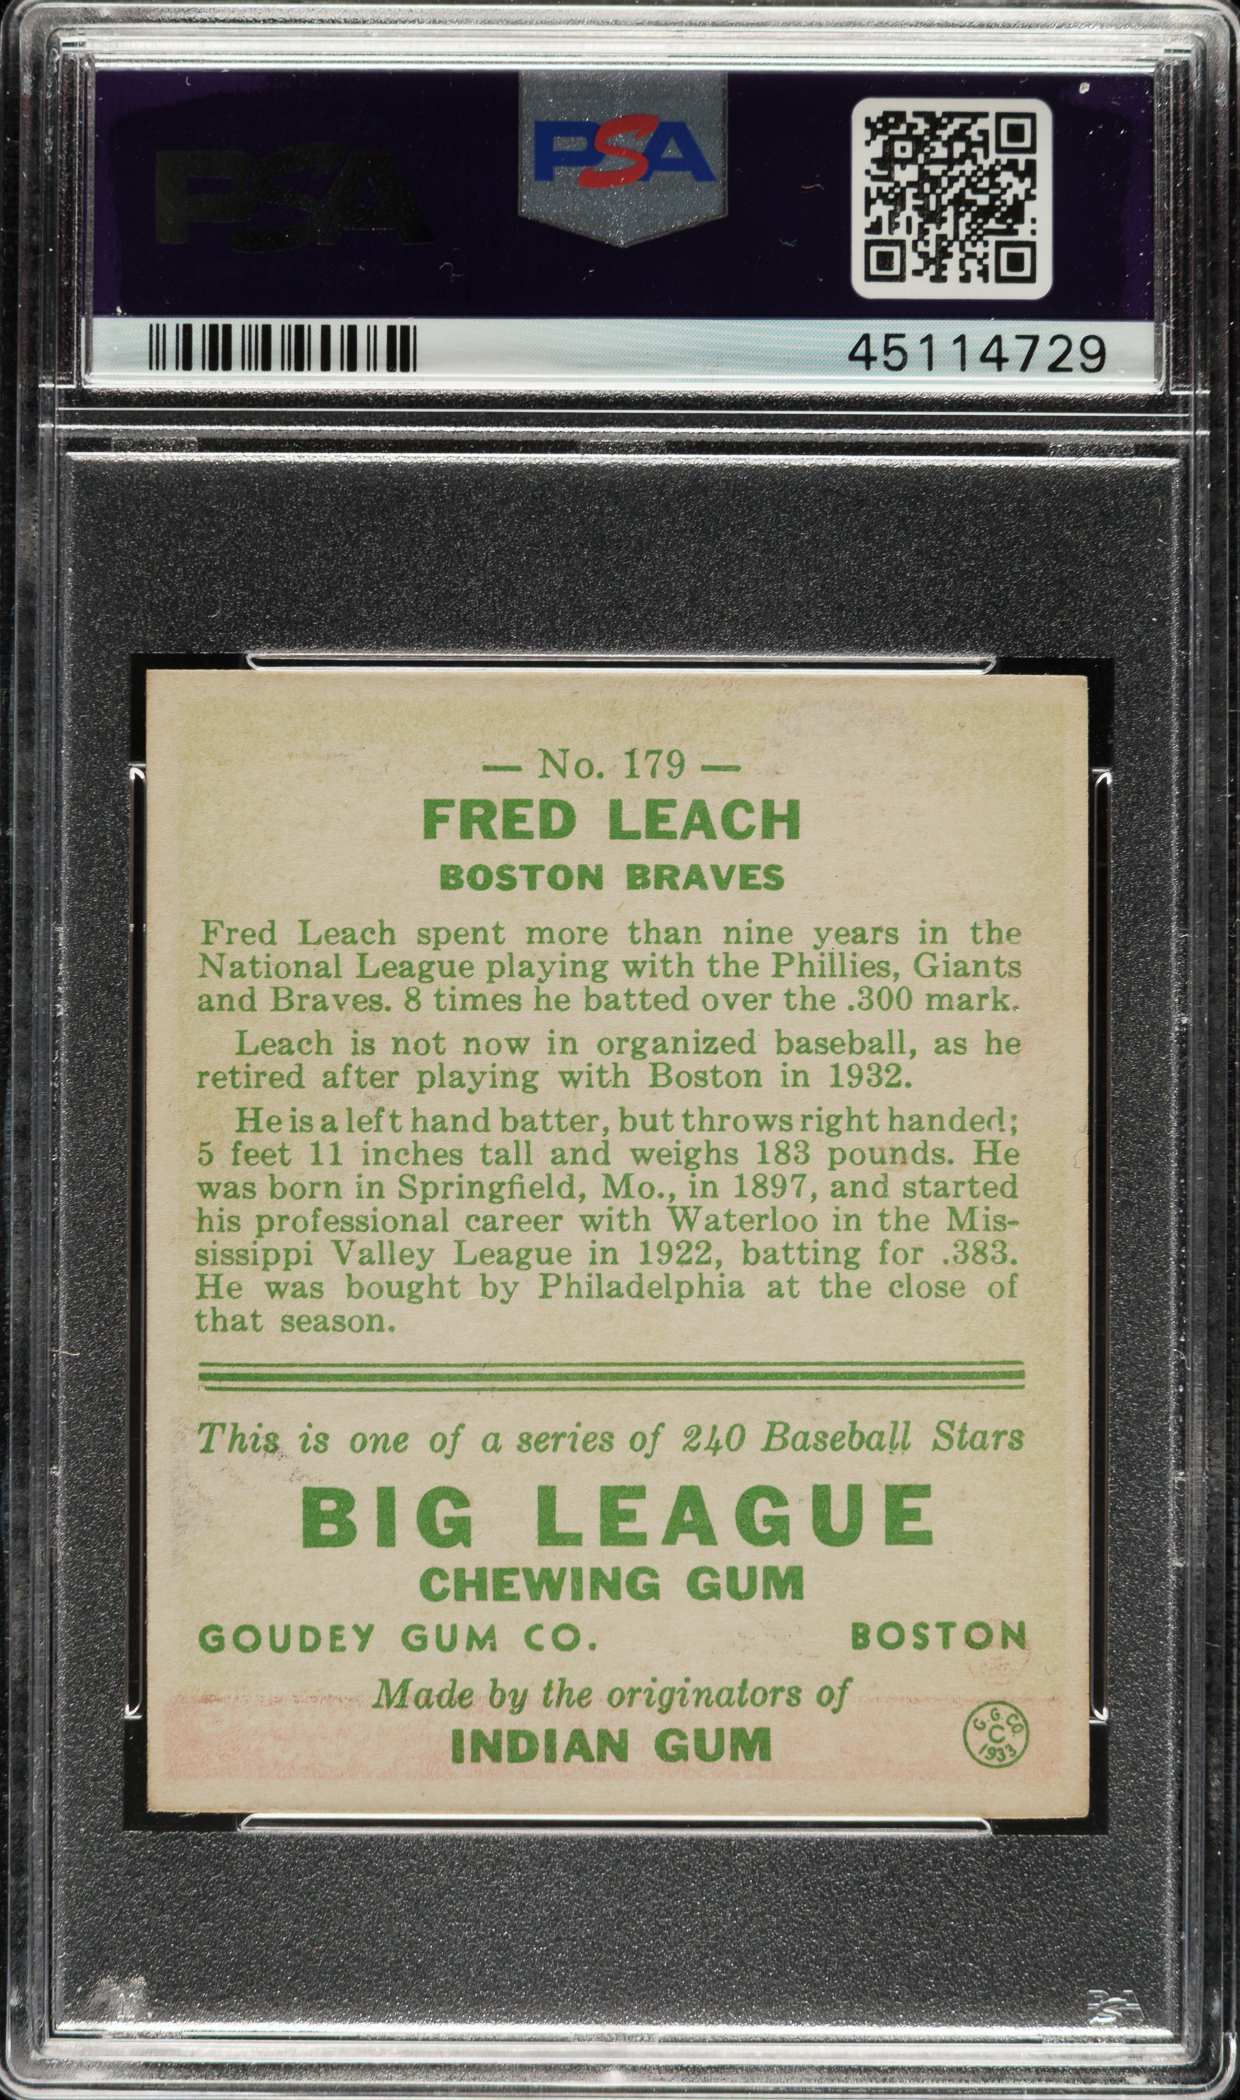 PSA
PSA
45114729
— No. 179 —
FRED LEACH
BOSTON BRAVES
Fred Leach spent more than nine years in the
National League playing with the Phillies, Giants
and Braves. 8 times he batted over the .300 mark.
Leach is not now in organized baseball, as he
retired after playing with Boston in 1932.
He is a left hand batter, but throws right handed;
5 feet 11 inches tall and weighs 183 pounds. He
was born in Springfield, Mo., in 1897, and started
his professional career with Waterloo in the Mis-
sissippi Valley League in 1922, batting for .383.
He was bought by Philadelphia at the close of
that season.
This is one of a series of 240 Baseball Stars
BIG LEAGUE
CHEWING GUM
GOUDEY GUM CO. BOSTON
Made by the originators of
INDIAN GUM
G. G. CO.
C
1933
PSA